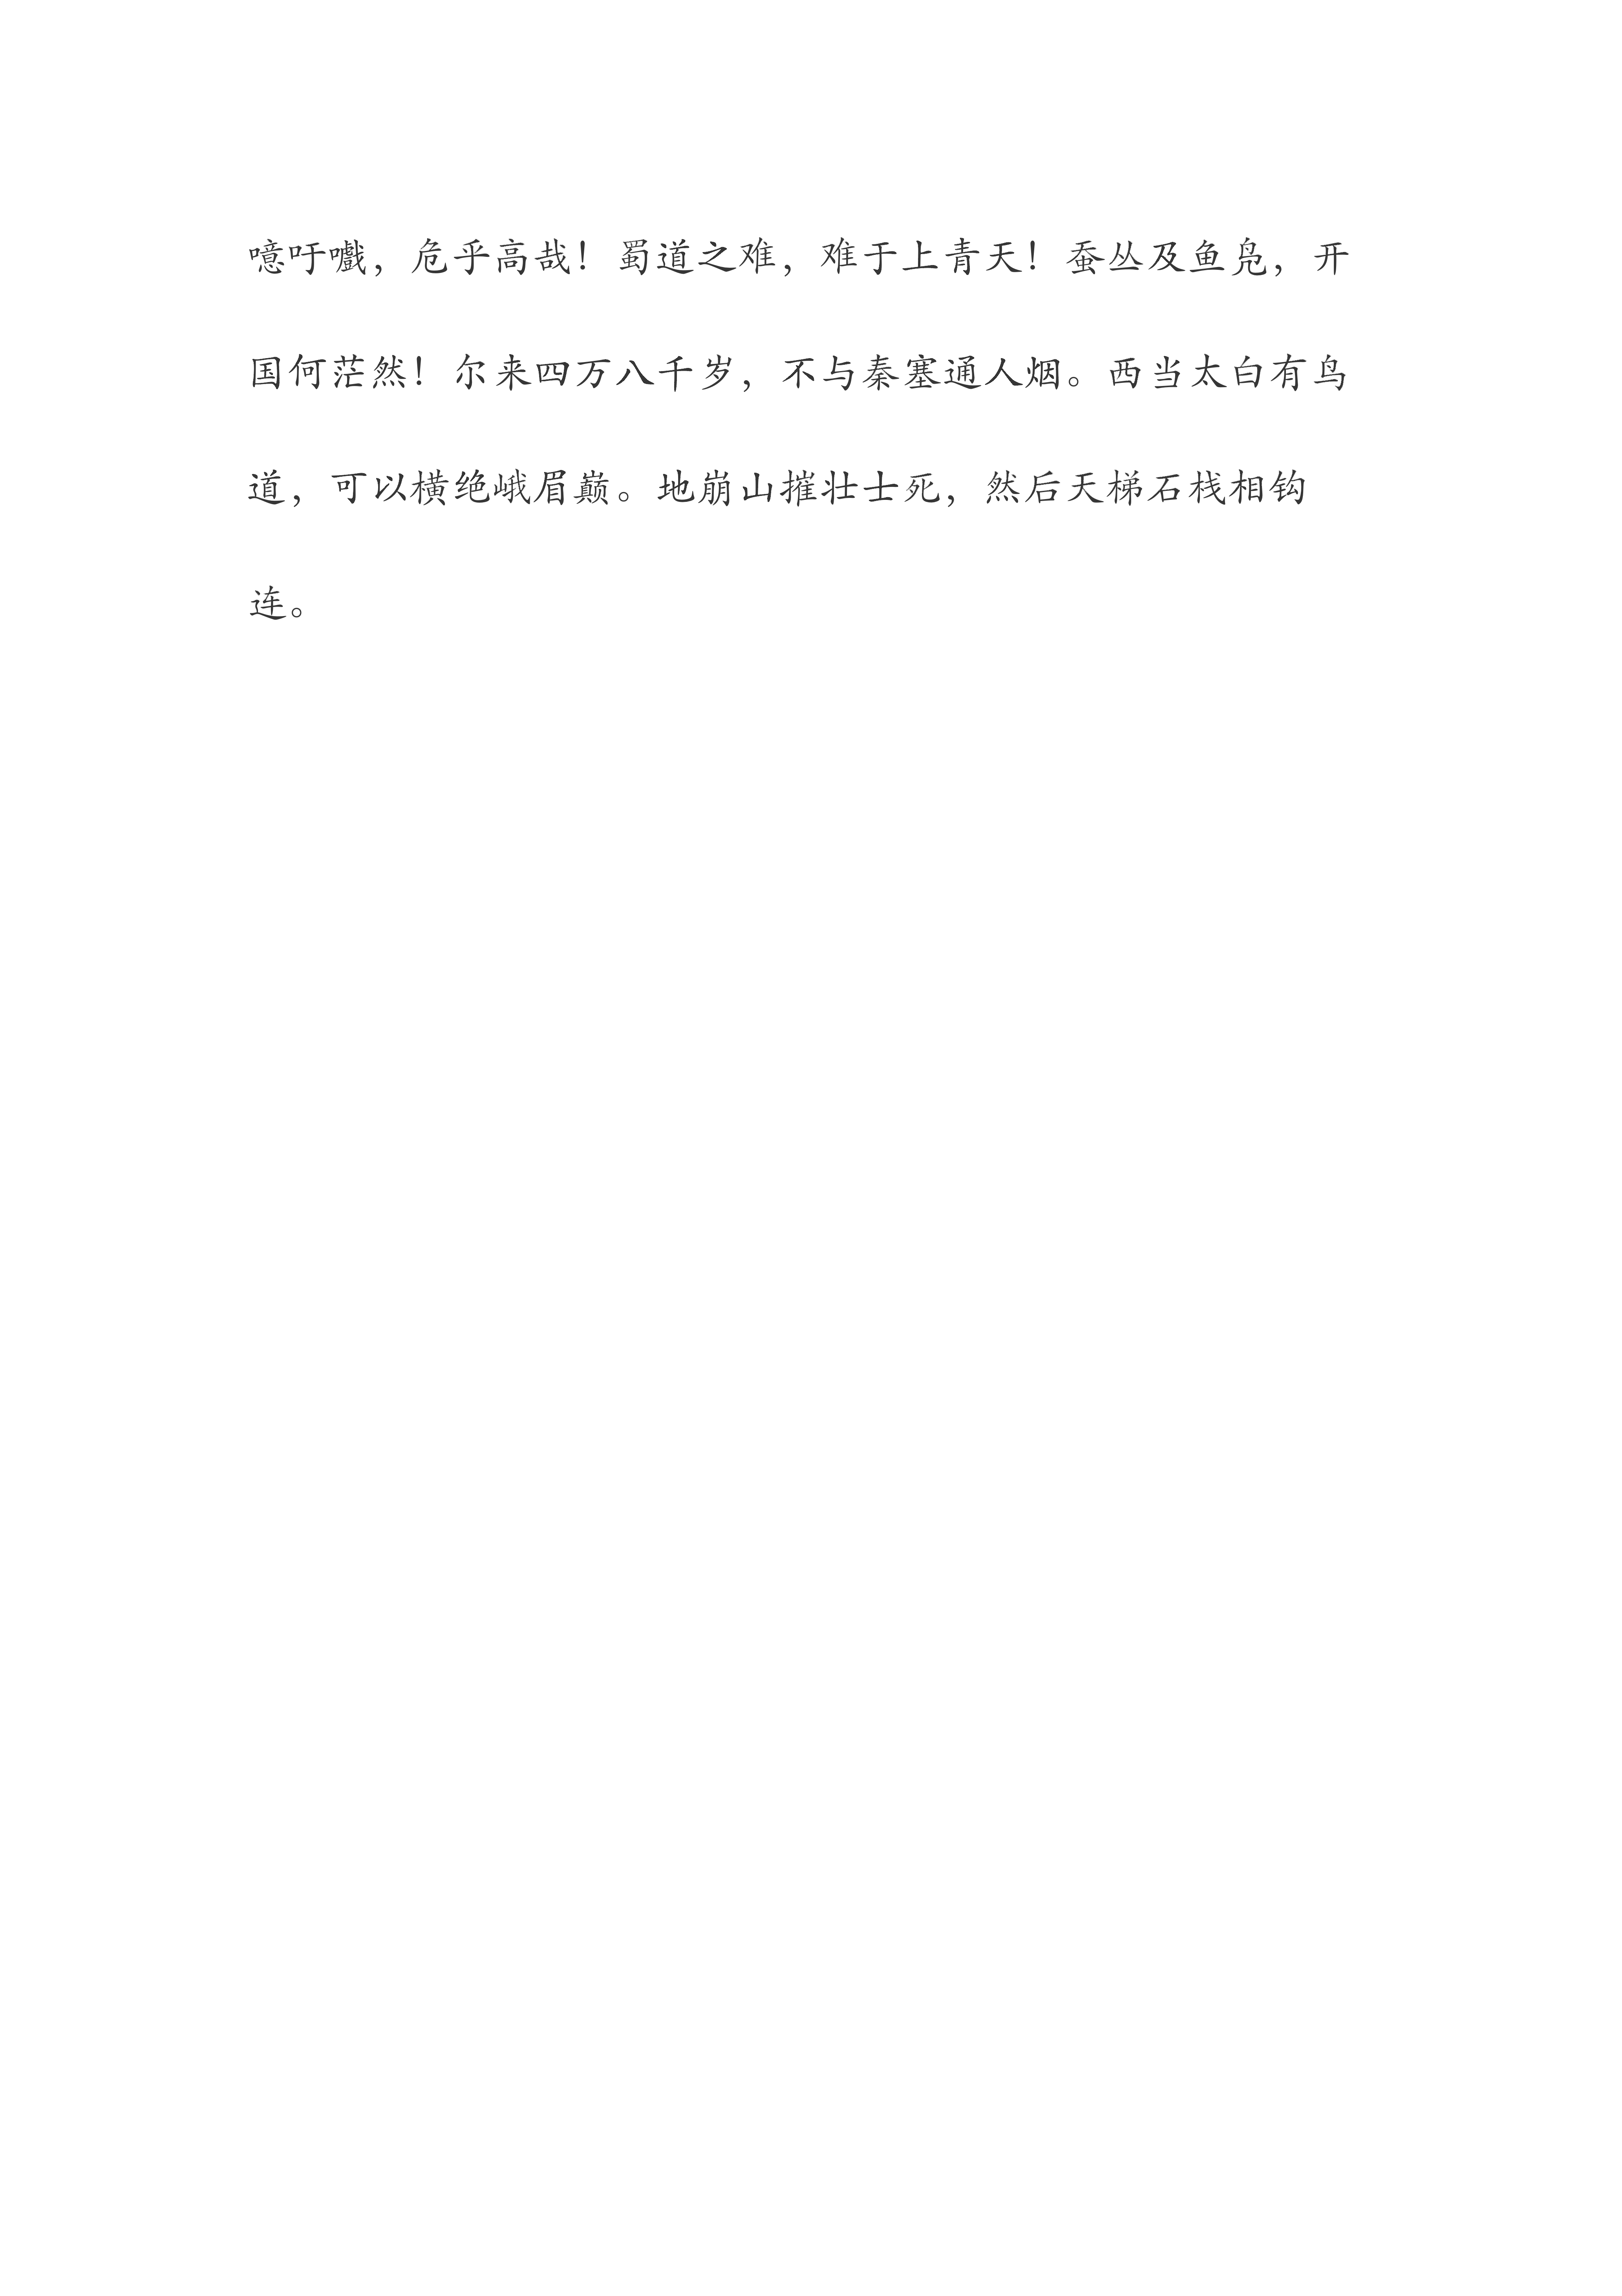 噫吁嚱，危乎高哉！蜀道之难，难于上青天！蚕丛及鱼凫，开
国何茫然！尔来四万八千岁，不与秦塞通人烟。西当太白有鸟
道，可以横绝峨眉巅。地崩山摧壮士死，然后天梯石栈相钩
连。